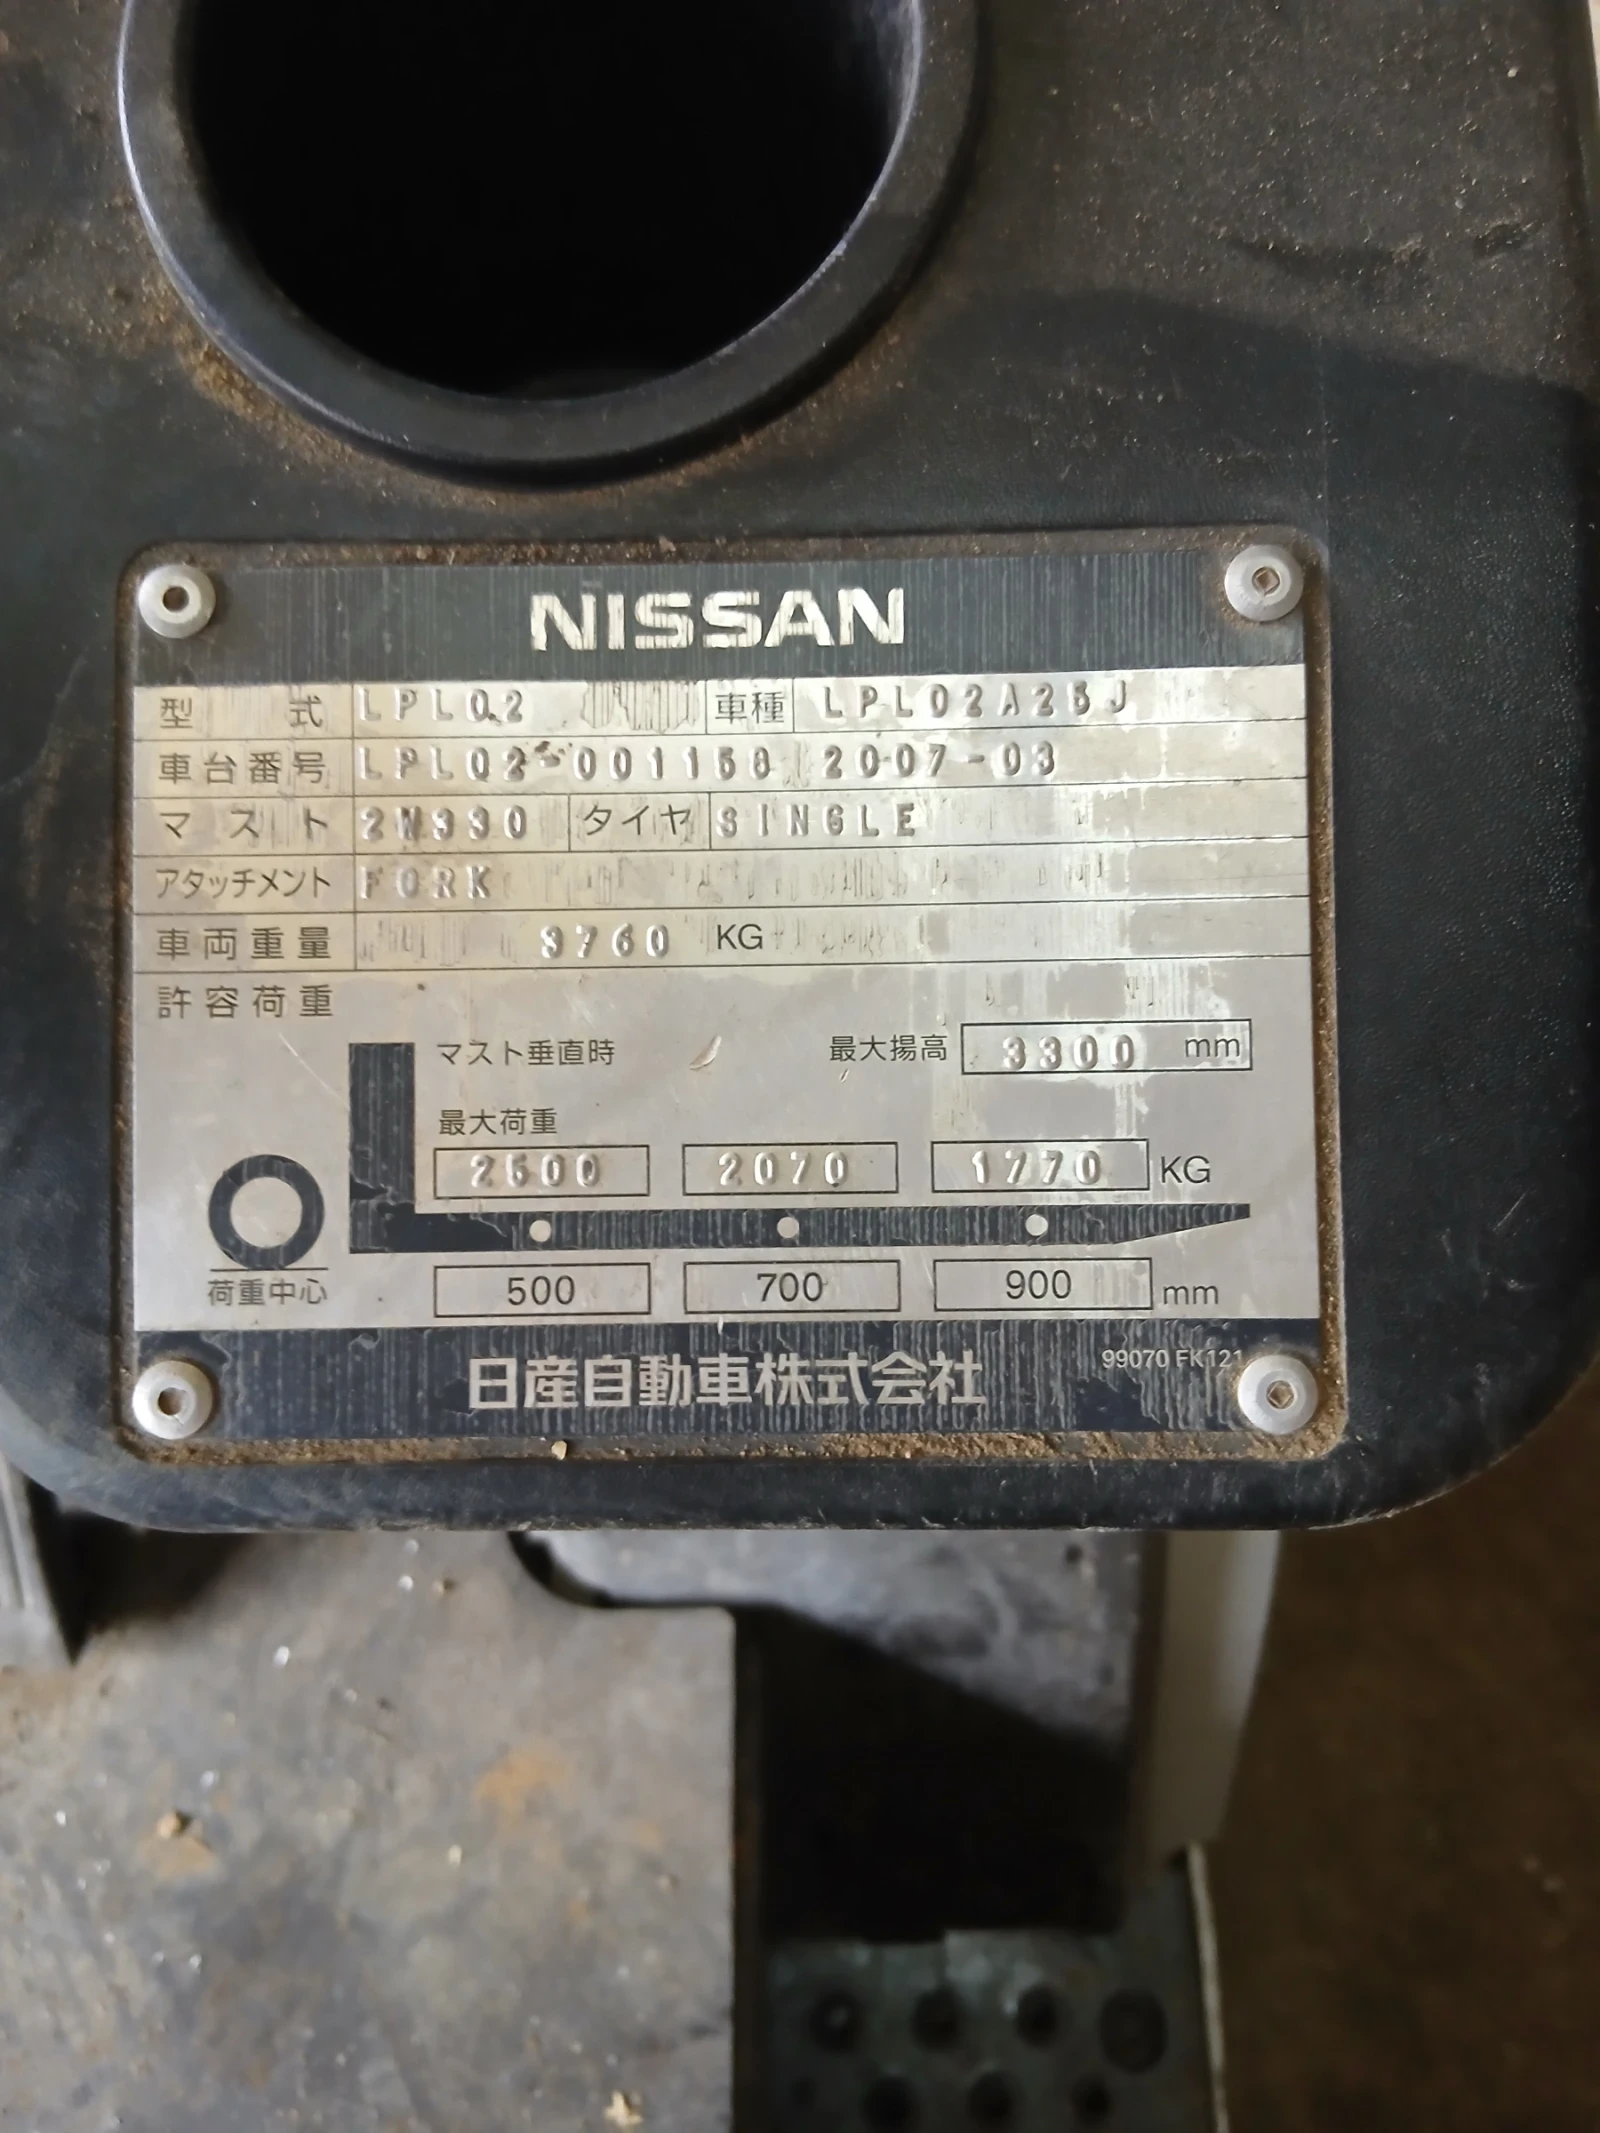 NISSAN
型式 LPL02 車種 LPL02A25J
車台番号 LPL02-001158 2007-03
マスト 2W330 タイヤ SINGLE
アタッチメント FORK
車両重量 3760 KG
許容荷重
マスト垂直時 最大揚高 3300 mm
最大荷重
2500 2070 1770 KG
荷重中心 500 700 900 mm
日産自動車株式会社 99070 FK121